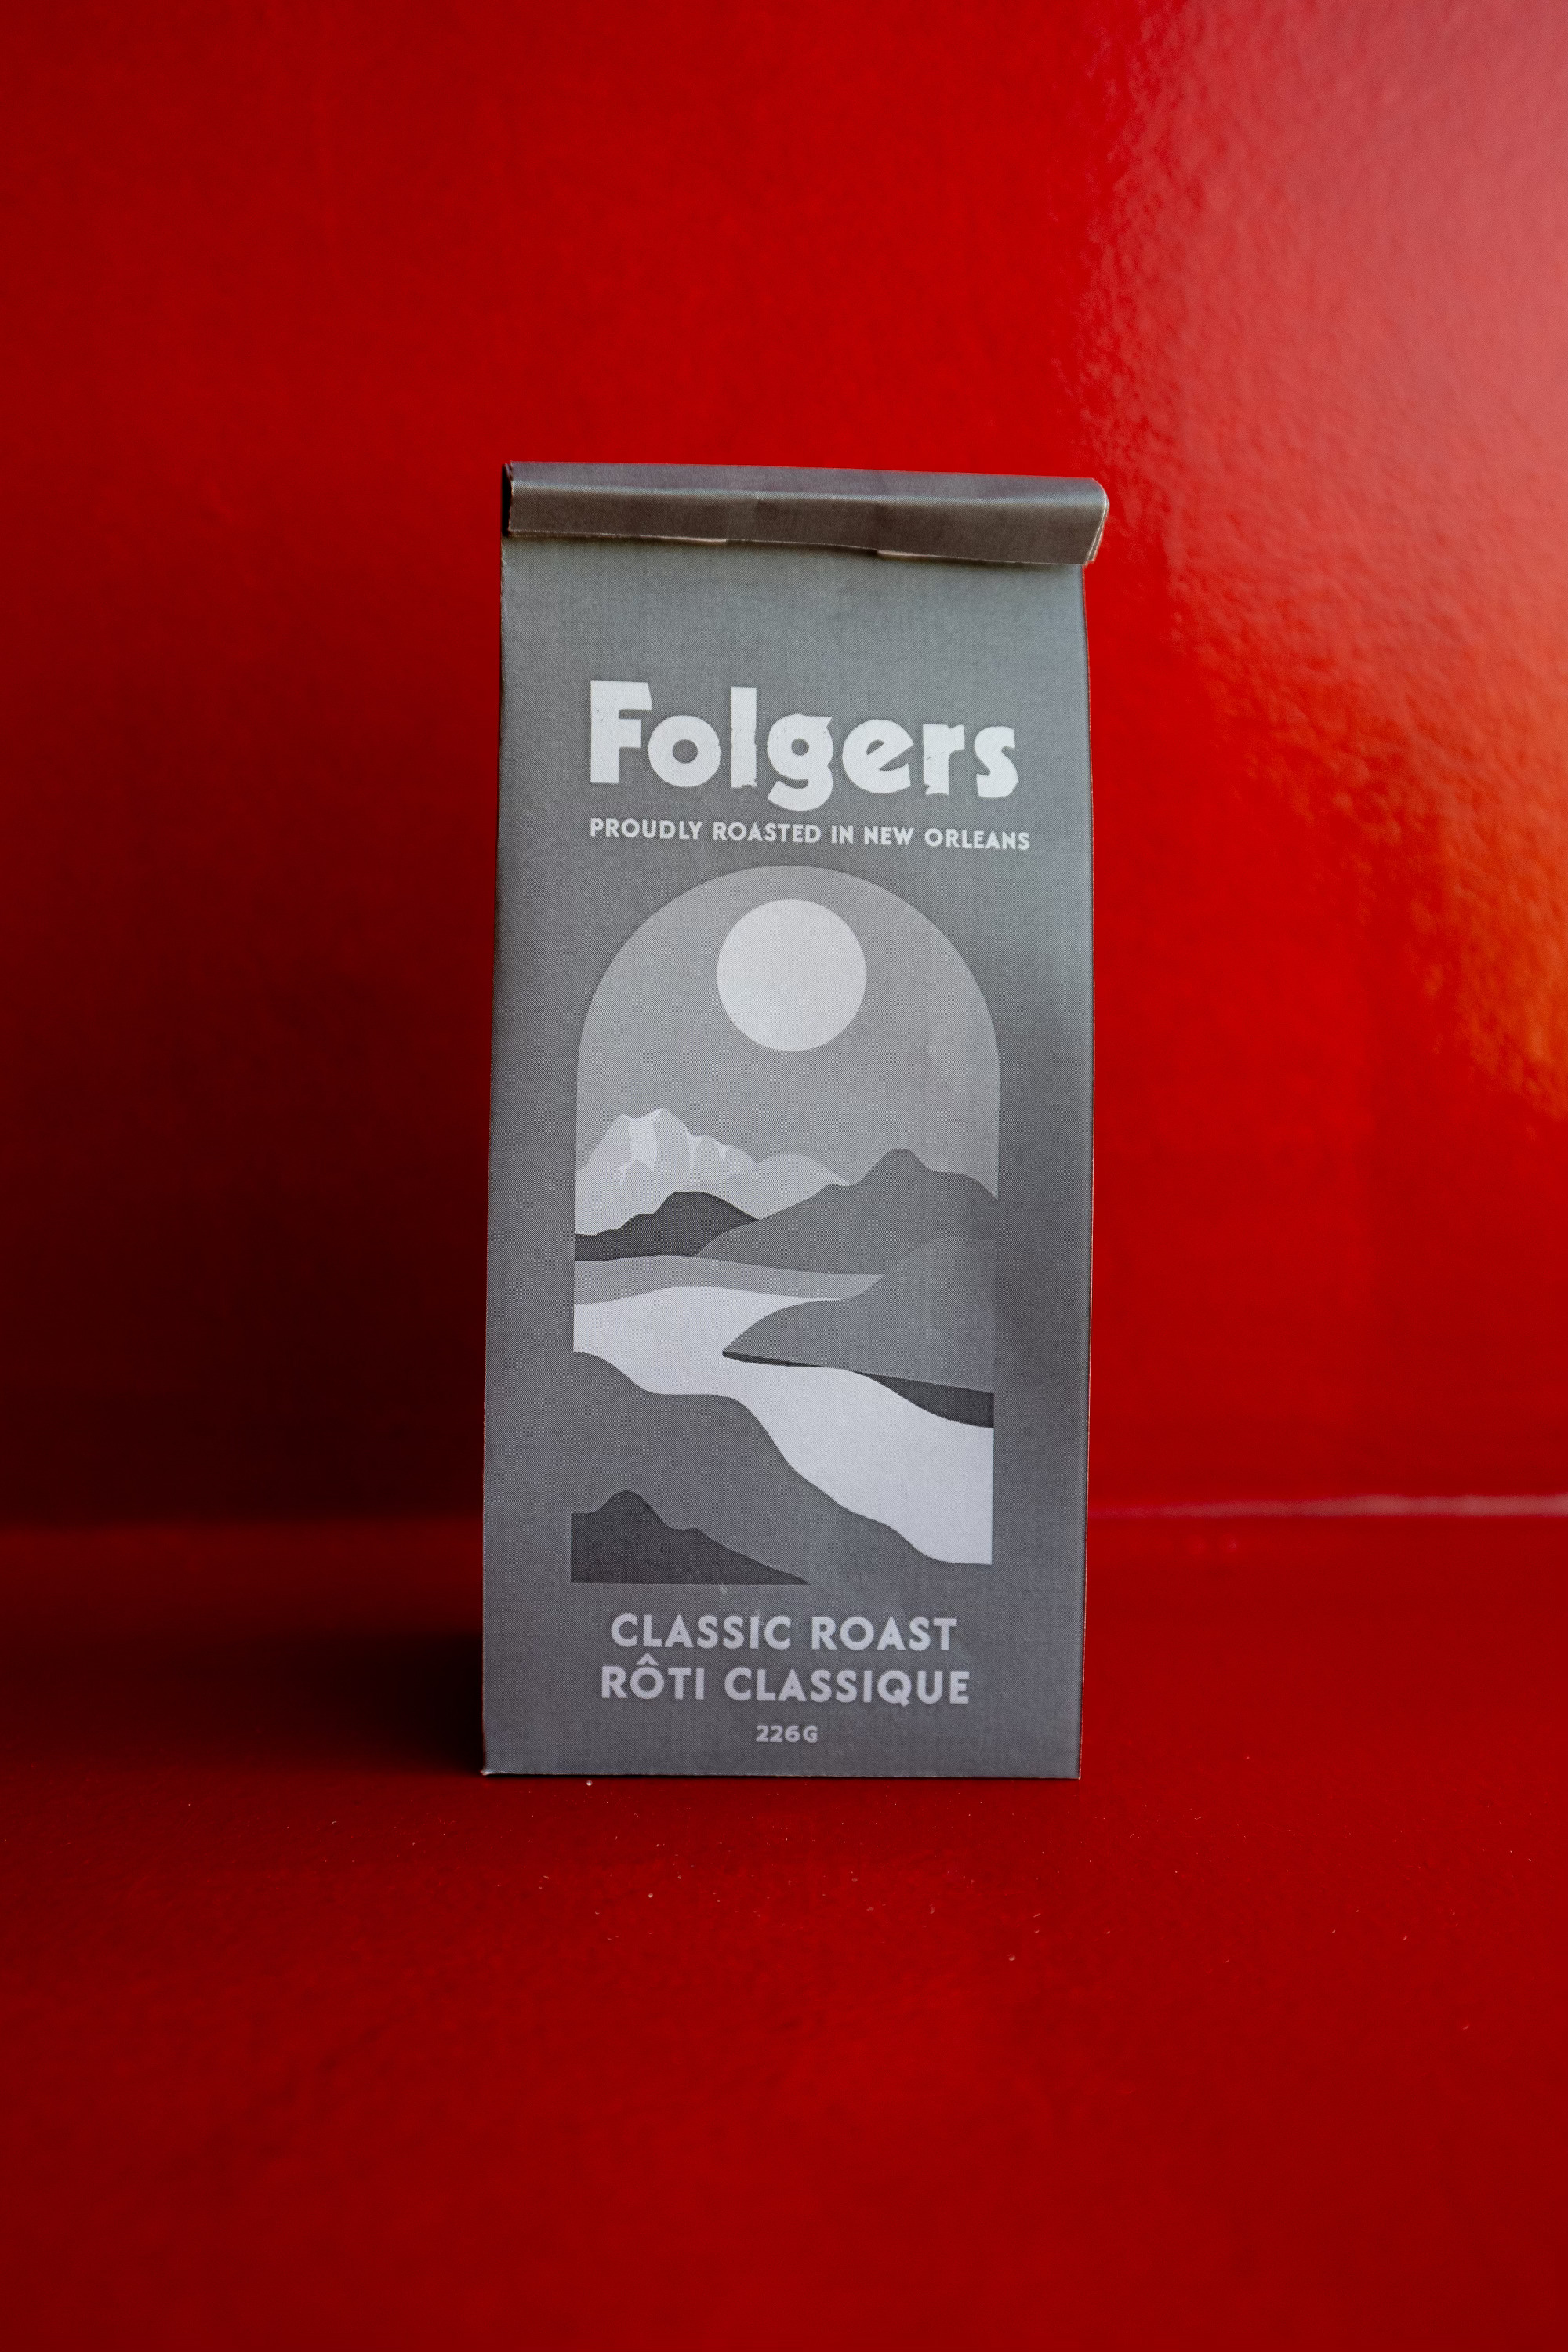 Folgers
PROUDLY ROASTED IN NEW ORLEANS
CLASSIC ROAST
RÔTI CLASSIQUE
226G